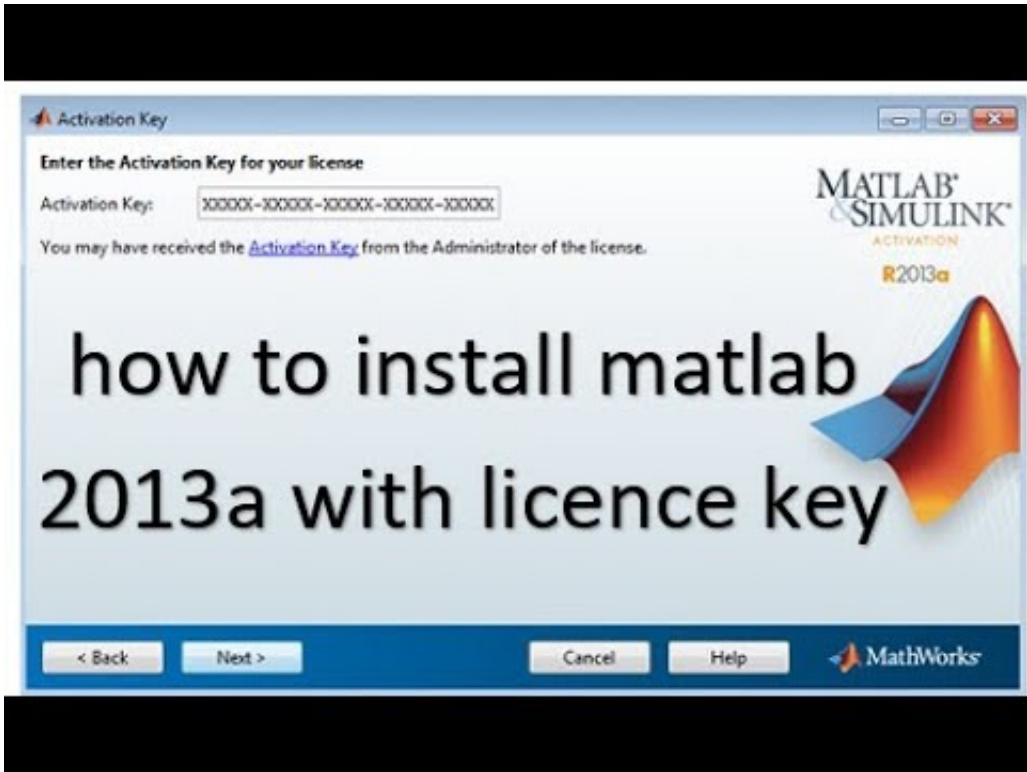 Activation Key
Enter the Activation Key for your license
Activation Key: XXXXX-XXXXX-XXXXX-XXXXX-XXXXX
You may have received the Activation Key from the Administrator of the license.
MATLAB®
&SIMULINK®
ACTIVATION
R2013a
how to install matlab
2013a with licence key
< Back Next > Cancel Help MathWorks®